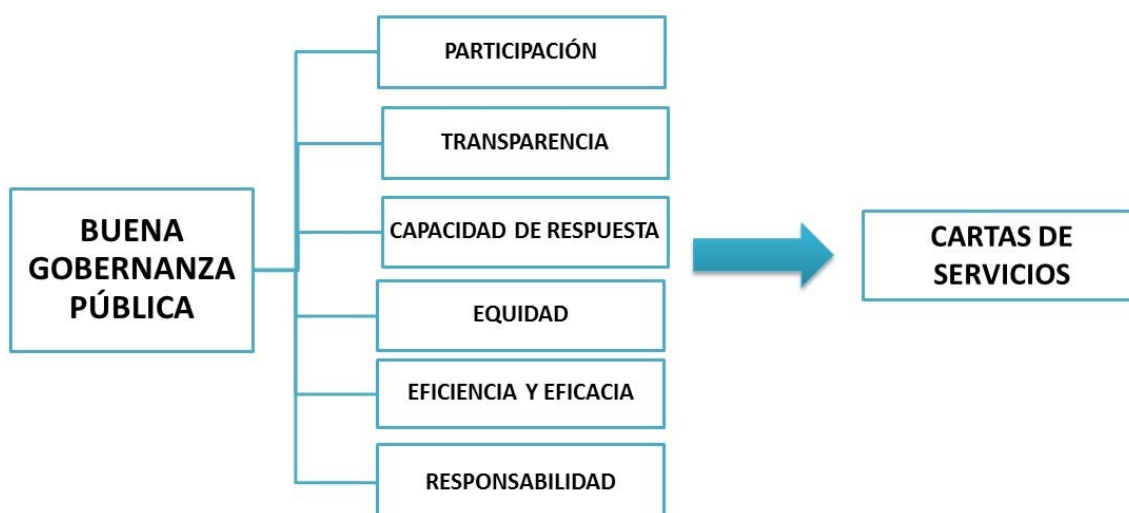 BUENA
GOBERNANZA
PÚBLICA
PARTICIPACIÓN
TRANSPARENCIA
CAPACIDAD DE RESPUESTA
EQUIDAD
EFICIENCIA Y EFICACIA
RESPONSABILIDAD
CARTAS DE
SERVICIOS